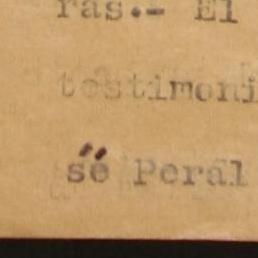 ras.- El
testimoni
sé Peral